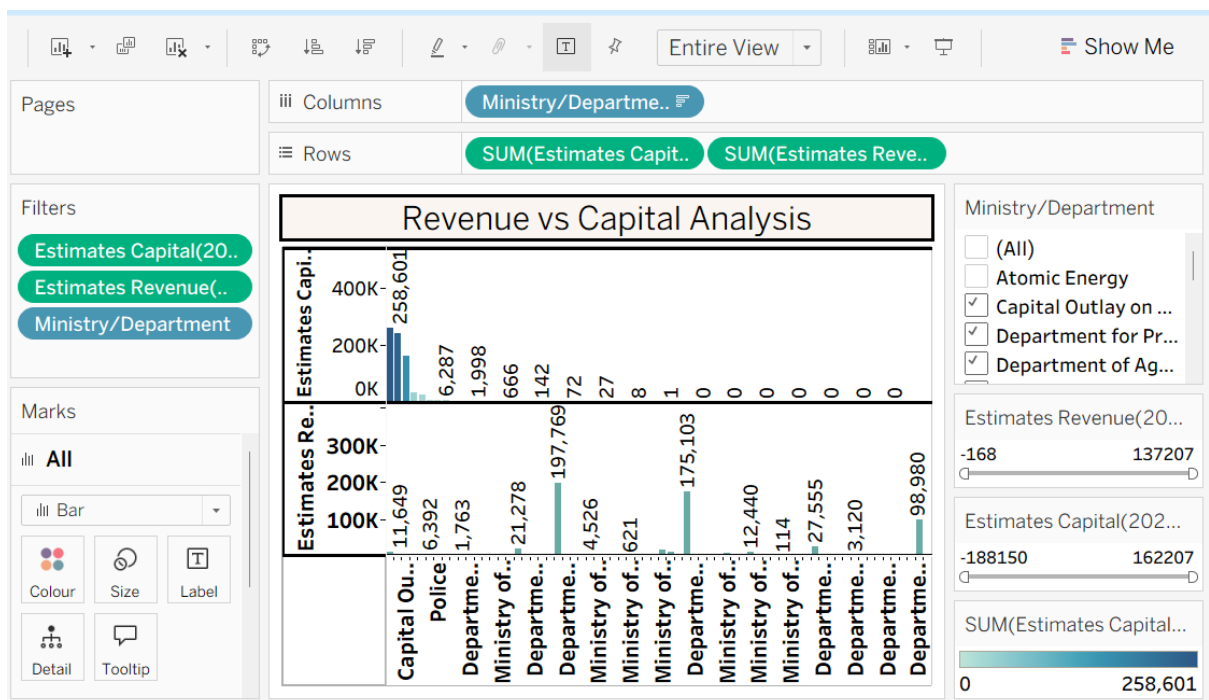 Entire View
Show Me
Pages
Columns
Ministry/Departme..
Rows
SUM(Estimates Capit..
SUM(Estimates Reve..
Filters
Estimates Capital(20..
Estimates Revenue(..
Ministry/Department
Marks
All
Bar
Colour
Size
Label
Detail
Tooltip
Revenue vs Capital Analysis
Estimates Capi..
400K
200K
0K
258,601
6,287
1,998
666
142
72
27
8
1
0
0
0
0
0
0
0
Estimates Re..
300K
200K
100K
11,649
6,392
1,763
21,278
197,769
4,526
621
175,103
12,440
114
27,555
3,120
98,980
Capital Ou..
Police
Departme..
Ministry of..
Departme..
Departme..
Ministry of..
Ministry of..
Ministry of..
Departme..
Ministry of..
Ministry of..
Ministry of..
Departme..
Departme..
Departme..
Departme..
Ministry/Department
(All)
Atomic Energy
Capital Outlay on ...
Department for Pr...
Department of Ag...
Estimates Revenue(20...
-168 137207
Estimates Capital(202...
-188150 162207
SUM(Estimates Capital...
0 258,601